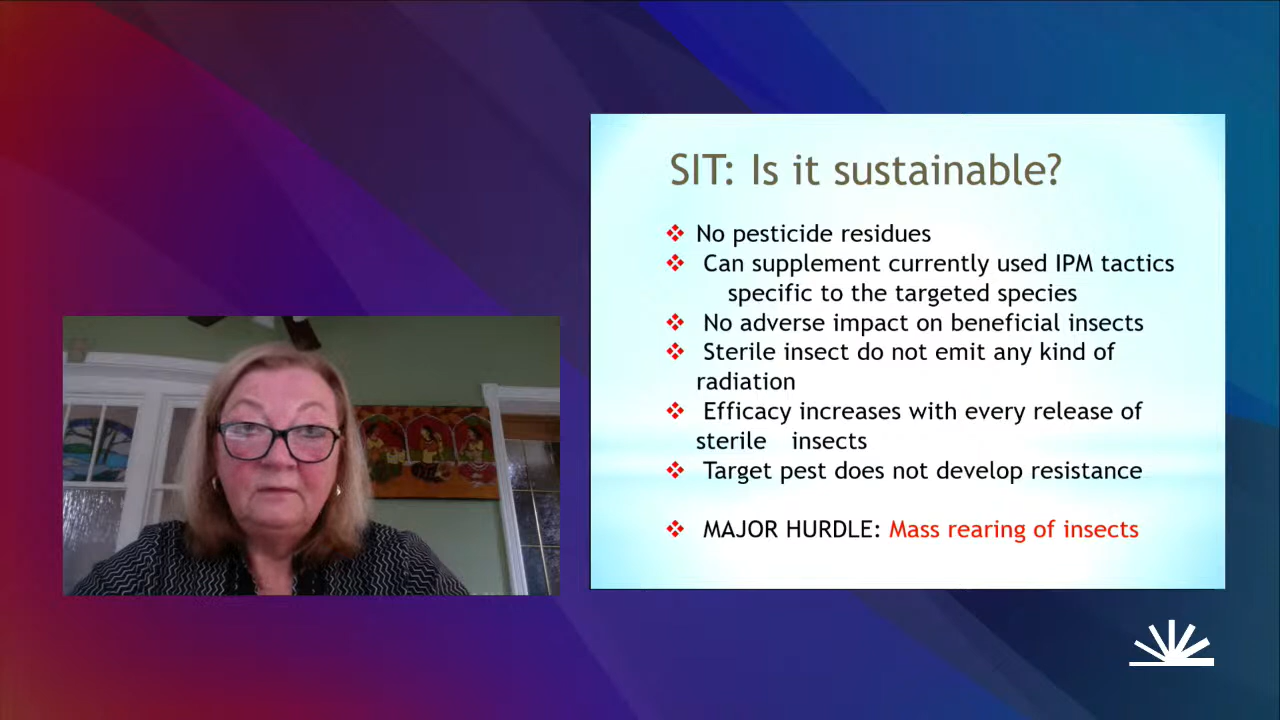 SIT: Is it sustainable?
No pesticide residues
Can supplement currently used IPM tactics
specific to the targeted species
No adverse impact on beneficial insects
Sterile insect do not emit any kind of
radiation
Efficacy increases with every release of
sterile insects
Target pest does not develop resistance
MAJOR HURDLE: Mass rearing of insects